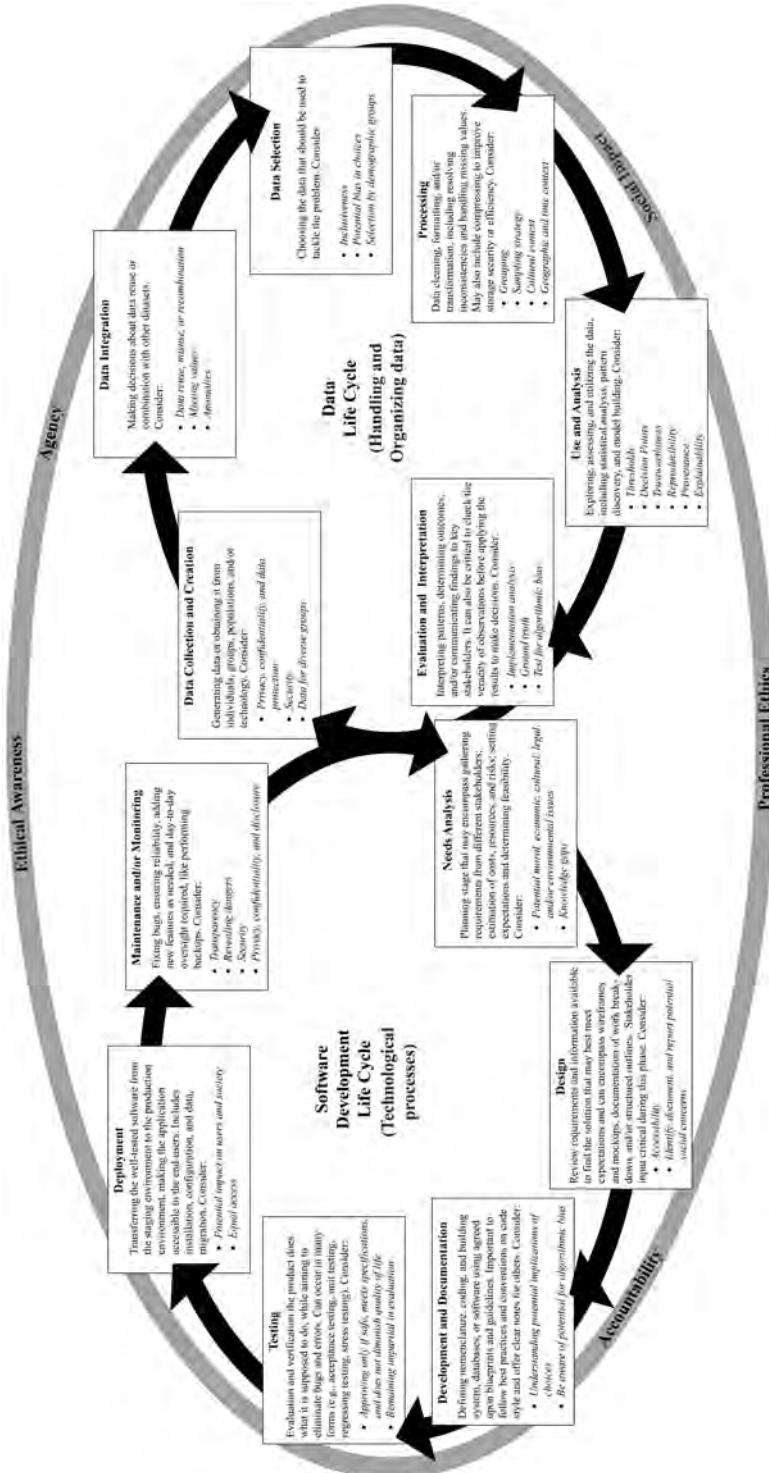 Ethical Awareness
Agency
Social Impact
Professional Ethics
Accountability
Software
Development
Life Cycle
(Technological
processes)
Needs Analysis
Planning stage that may encompass gathering
requirements from different stakeholders;
estimation of costs, resources, and risks; setting
expectations and determining feasibility.
Consider:
• Potential moral, economic, cultural, legal,
and/or environmental issues
• Knowledge gaps
Design
Review requirements and information available
to find the solution that may best meet
expectations and can encompass wireframes
and mockups, documentation of work break-
down, and/or structured outlines. Stakeholder
input critical during this phase. Consider:
• Accessibility
• Identify, document, and report potential
social concerns
Development and Documentation
Defining nomenclature, coding, and building
system, databases, or software using agreed
upon blueprints and guidelines. Important to
follow best practices and conventions on code
style and offer clear notes for others. Consider:
• Understanding potential implications of
choices
• Be aware of potential for algorithmic bias
Testing
Evaluation and verification the product does
what it is supposed to do, while aiming to
eliminate bugs and errors. Can occur in many
forms (e.g., acceptance testing, unit testing,
regressing testing, stress testing). Consider:
• Approving only if safe, meets specifications,
and does not diminish quality of life
• Remaining impartial in evaluation
Deployment
Transferring the well-tested software from
the staging environment to the production
environment, making the application
accessible to the end-users. Includes
installation, configuration, and data,
migration. Consider:
• Potential impact on users and society
• Equal access
Maintenance and/or Monitoring
Fixing bugs, ensuring reliability, adding
new features as needed, and day-to-day
oversight required, like performing
backups. Consider:
• Transparency
• Revealing dangers
• Security
• Privacy, confidentiality, and disclosure
Data
Life Cycle
(Handling and
Organizing data)
Data Collection and Creation
Generating data or obtaining it from
individuals, groups, populations, and/or
technology. Consider:
• Privacy, confidentiality, and data
protection
• Security
• Data for diverse groups
Data Integration
Making decisions about data reuse or
combination with other datasets.
Consider:
• Data reuse, misuse, or recombination
• Missing values
• Anomalies
Data Selection
Choosing the data that should be used to
tackle the problem. Consider:
• Inclusiveness
• Potential bias in choices
• Selection by demographic groups
Processing
Data cleaning, formatting, and/or
transformation, including resolving
inconsistencies and handling missing values.
May also include compressing to improve
storage security or efficiency. Consider:
• Grouping
• Sampling strategy
• Cultural context
• Geographic and time context
Use and Analysis
Exploring, assessing, and utilizing the data,
including statistical analysis, pattern
discovery, and model building. Consider:
• Thresholds
• Decision Points
• Trustworthiness
• Reproducibility
• Provenance
• Explainability
Evaluation and Interpretation
Interpreting patterns, determining outcomes,
and/or communicating findings to key
stakeholders. It can also be critical to check the
veracity of observations before applying the
results to make decisions. Consider:
• Implementation analysis
• Ground truth
• Test for algorithmic bias